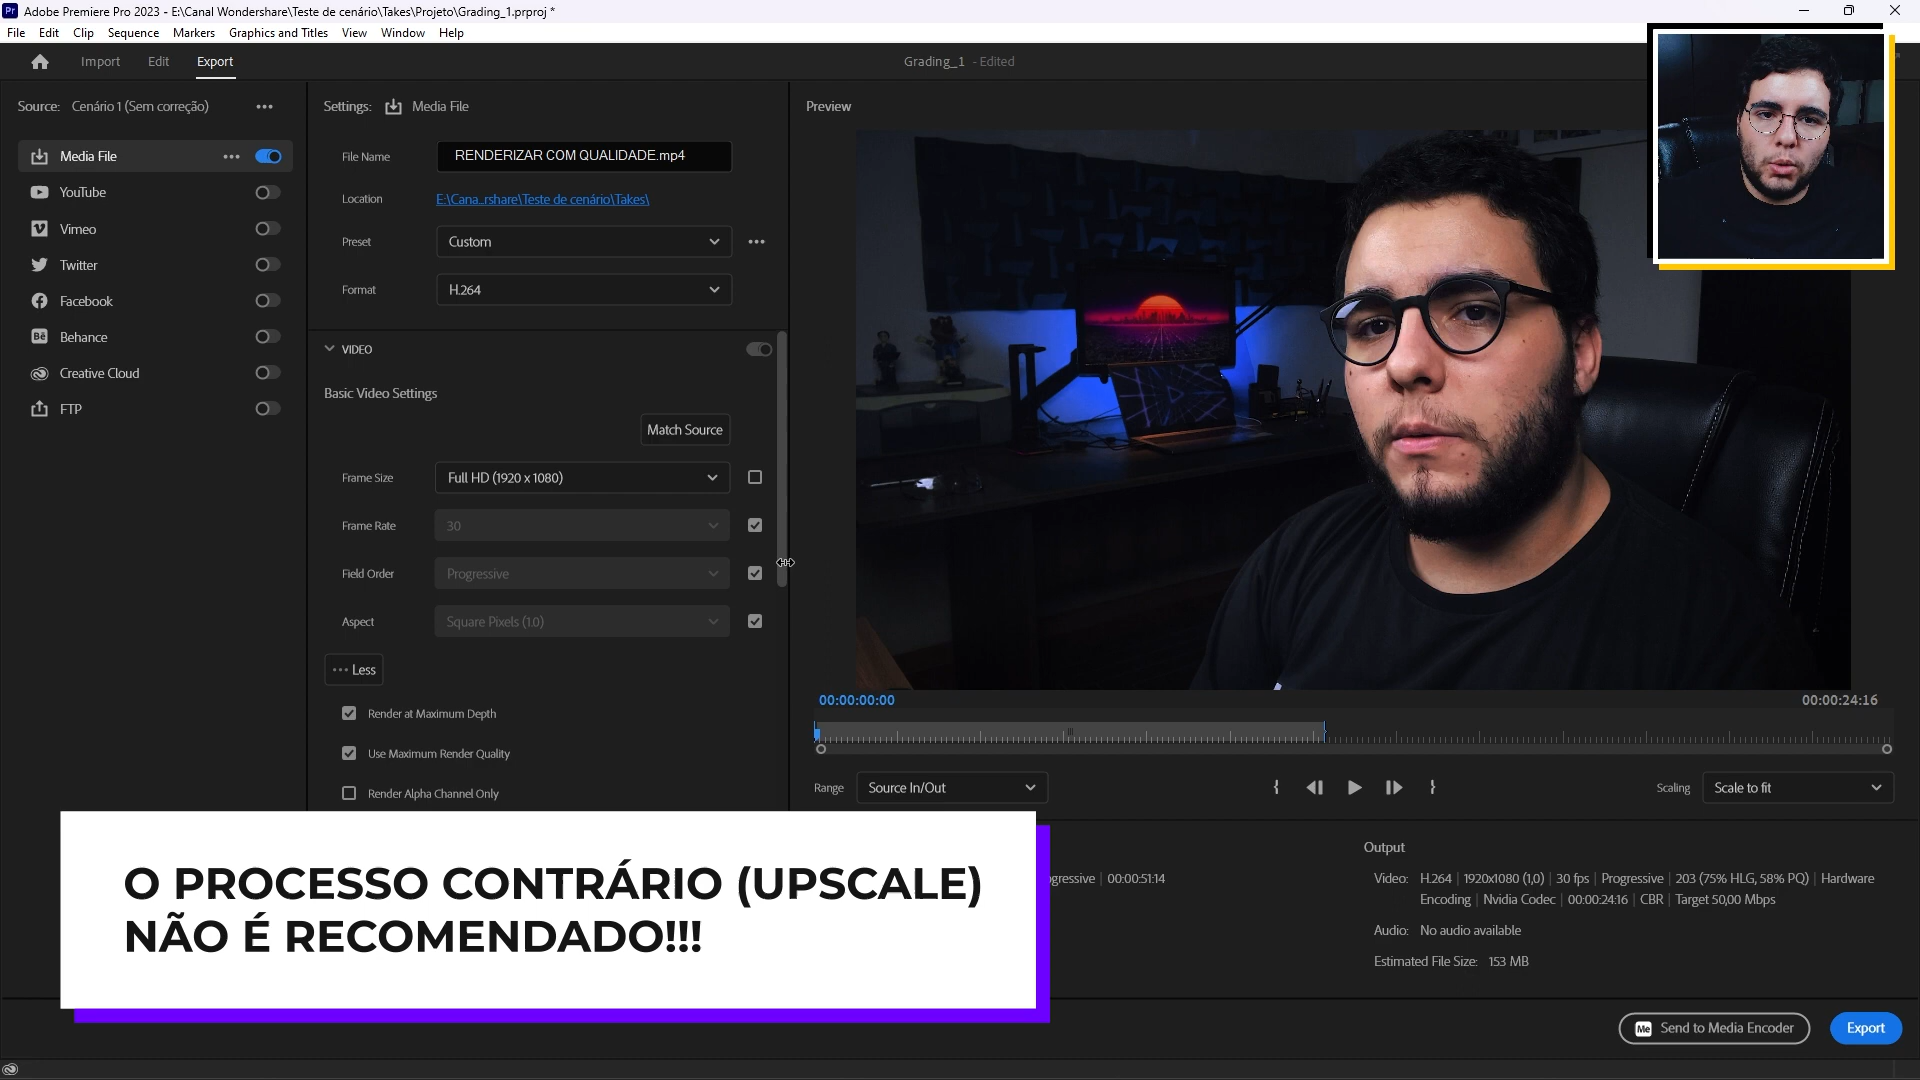 Pr Adobe Premiere Pro 2023 - E:\Canal Wondershare\Teste de cenário\Takes\Projeto\Grading_1.prproj *
File Edit Clip Sequence Markers Graphics and Titles View Window Help
Import Edit Export
Grading_1 - Edited
Source: Cenário 1 (Sem correção)
Media File
YouTube
Vimeo
Twitter
Facebook
Bē Behance
Creative Cloud
FTP
Settings: Media File
File Name RENDERIZAR COM QUALIDADE.mp4
Location E:\Cana...rshare\Teste de cenário\Takes\
Preset Custom
Format H.264
VIDEO
Basic Video Settings
Match Source
Frame Size Full HD (1920 x 1080)
Frame Rate 30
Field Order Progressive
Aspect Square Pixels (1.0)
Less
Render at Maximum Depth
Use Maximum Render Quality
Render Alpha Channel Only
Preview
00:00:00:00 00:00:24:16
Range Source In/Out
Scaling Scale to fit
O PROCESSO CONTRÁRIO (UPSCALE)
NÃO É RECOMENDADO!!!
gressive | 00:00:51:14
Output
Video: H.264 | 1920x1080 (1,0) | 30 fps | Progressive | 203 (75% HLG, 58% PQ) | Hardware
Encoding | Nvidia Codec | 00:00:24:16 | CBR | Target 50,00 Mbps
Audio: No audio available
Estimated File Size: 153 MB
Me Send to Media Encoder
Export